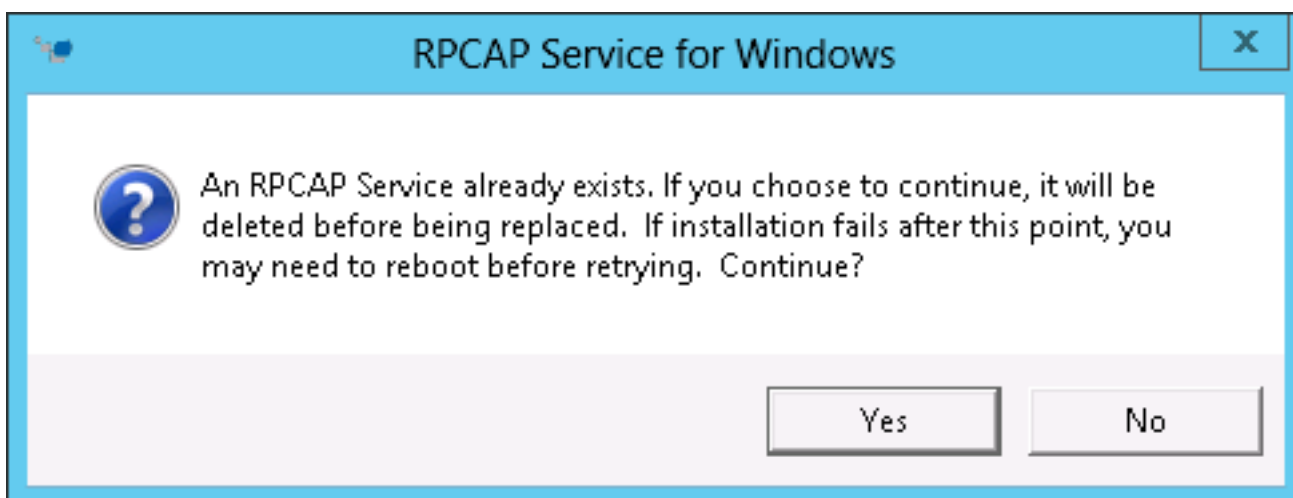 RPCAP Service for Windows
x
An RPCAP Service already exists. If you choose to continue, it will be
deleted before being replaced.  If installation fails after this point, you
may need to reboot before retrying.  Continue?
Yes
No